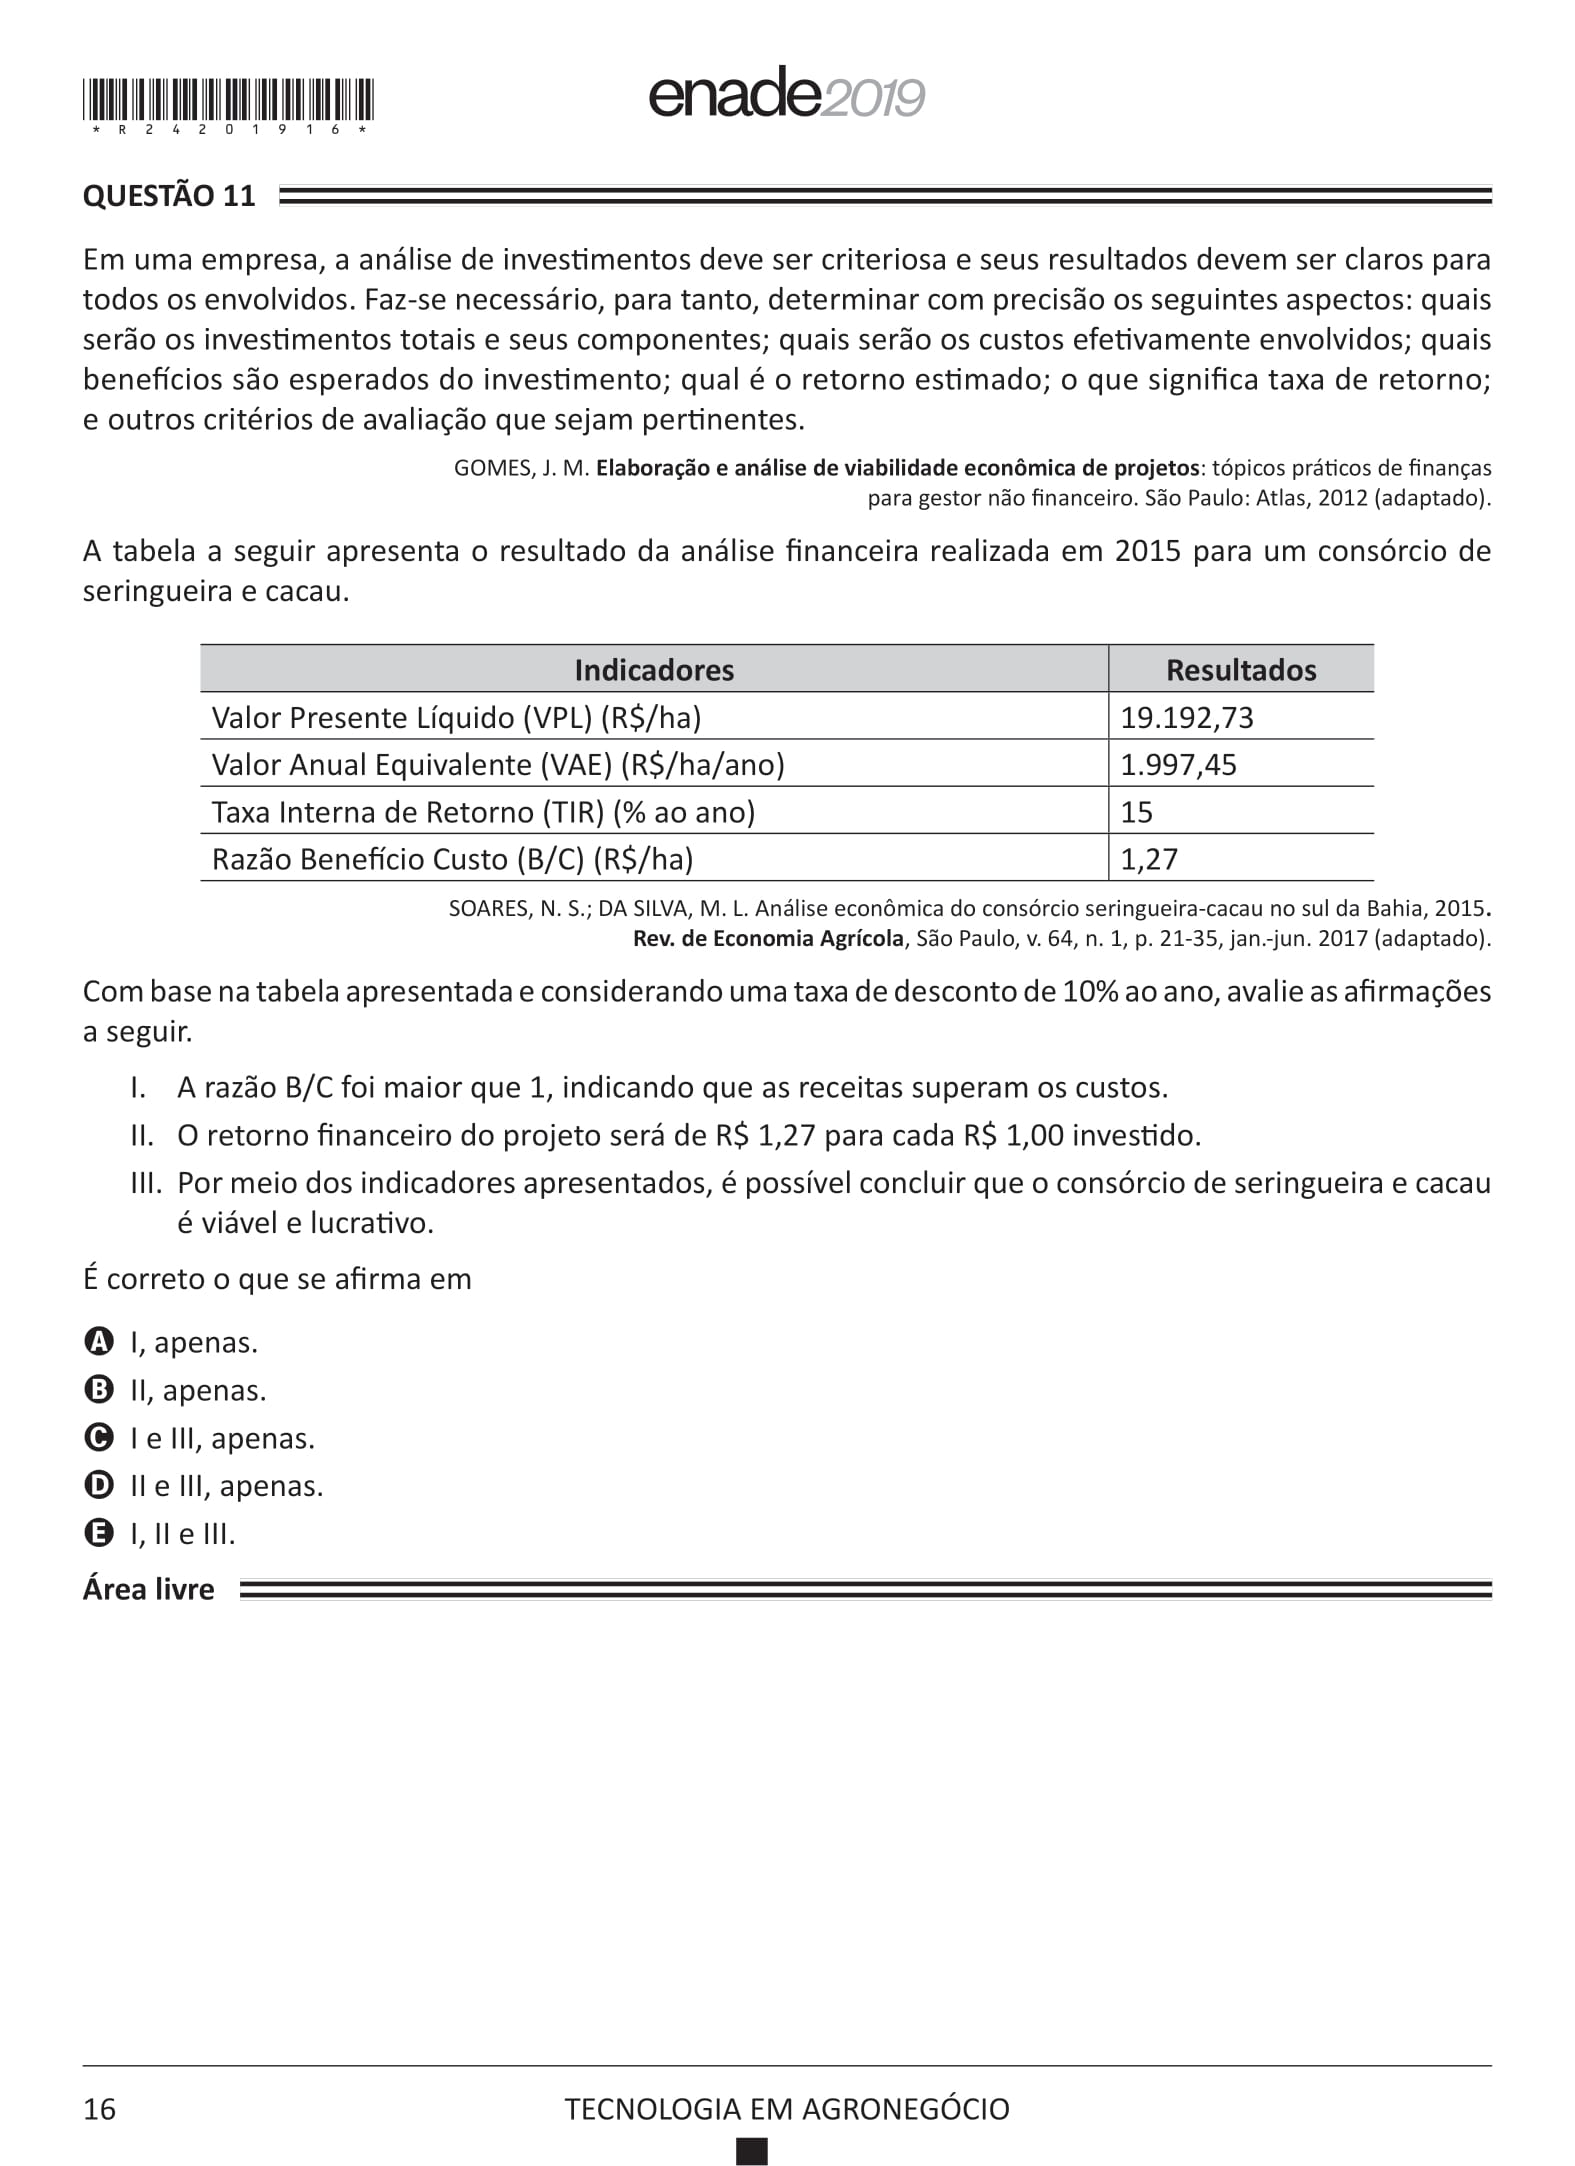 *R24201916*
enade2019
QUESTÃO 11
Em uma empresa, a análise de investimentos deve ser criteriosa e seus resultados devem ser claros para
todos os envolvidos. Faz-se necessário, para tanto, determinar com precisão os seguintes aspectos: quais
serão os investimentos totais e seus componentes; quais serão os custos efetivamente envolvidos; quais
benefícios são esperados do investimento; qual é o retorno estimado; o que significa taxa de retorno;
e outros critérios de avaliação que sejam pertinentes.
GOMES, J. M. Elaboração e análise de viabilidade econômica de projetos: tópicos práticos de finanças
para gestor não financeiro. São Paulo: Atlas, 2012 (adaptado).
A tabela a seguir apresenta o resultado da análise financeira realizada em 2015 para um consórcio de
seringueira e cacau.
Indicadores Resultados
Valor Presente Líquido (VPL) (R$/ha) 19.192,73
Valor Anual Equivalente (VAE) (R$/ha/ano) 1.997,45
Taxa Interna de Retorno (TIR) (% ao ano) 15
Razão Benefício Custo (B/C) (R$/ha) 1,27
SOARES, N. S.; DA SILVA, M. L. Análise econômica do consórcio seringueira-cacau no sul da Bahia, 2015.
Rev. de Economia Agrícola, São Paulo, v. 64, n. 1, p. 21-35, jan.-jun. 2017 (adaptado).
Com base na tabela apresentada e considerando uma taxa de desconto de 10% ao ano, avalie as afirmações
a seguir.
I. A razão B/C foi maior que 1, indicando que as receitas superam os custos.
II. O retorno financeiro do projeto será de R$ 1,27 para cada R$ 1,00 investido.
III. Por meio dos indicadores apresentados, é possível concluir que o consórcio de seringueira e cacau
é viável e lucrativo.
É correto o que se afirma em
A I, apenas.
B II, apenas.
C I e III, apenas.
D II e III, apenas.
E I, II e III.
Área livre
16 TECNOLOGIA EM AGRONEGÓCIO